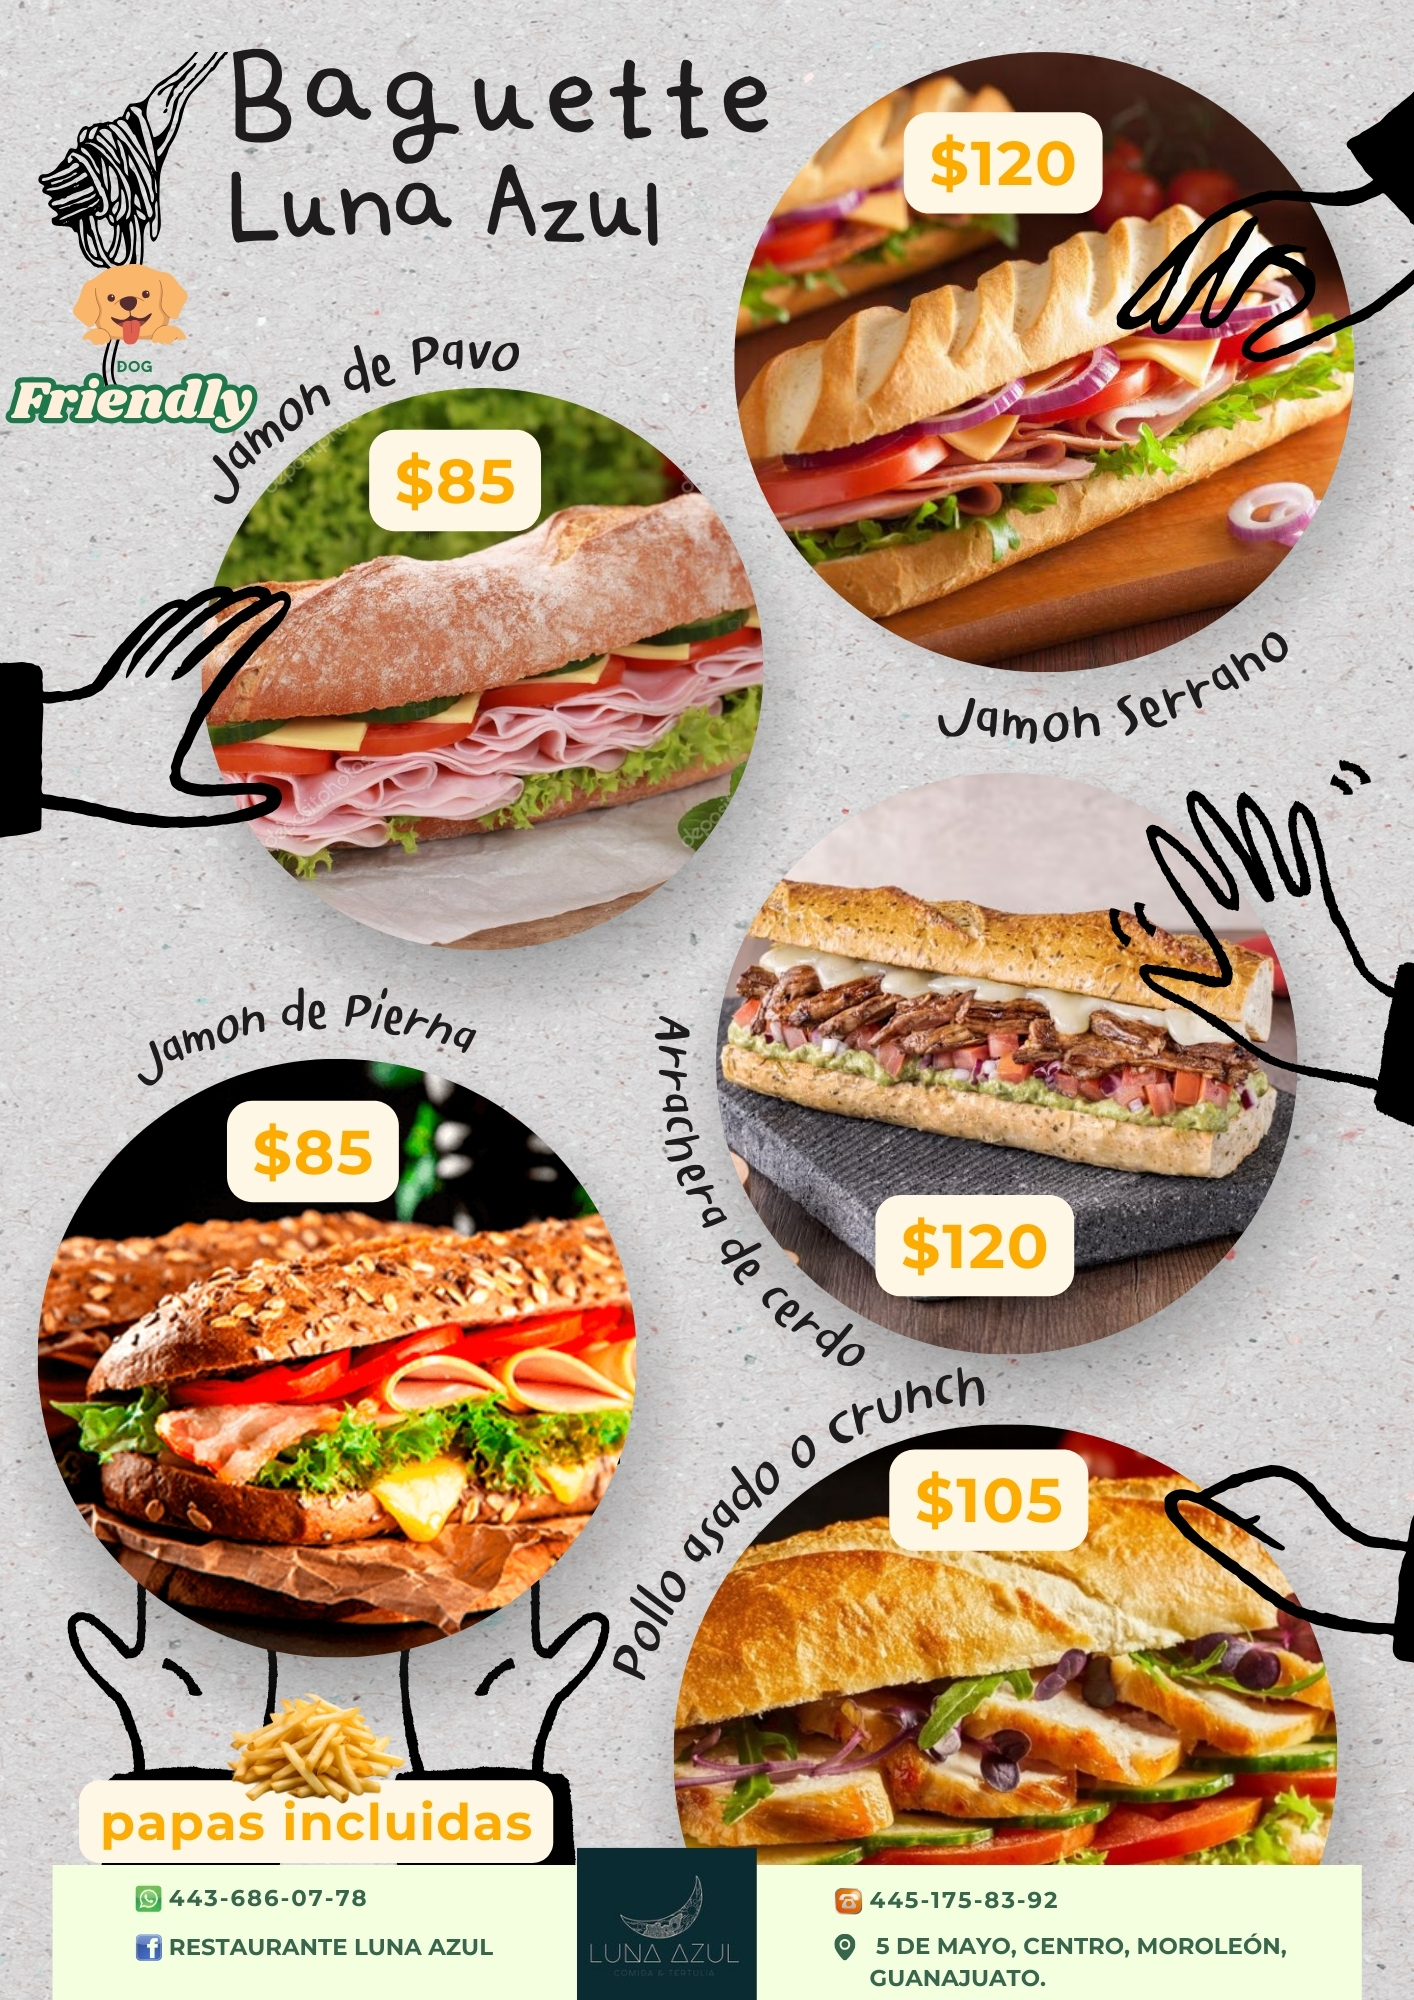 Baguette
Luna Azul
$120
DOG
Friendly
Jamon de Pavo
$85
Jamon Serrano
Jamon de Pierna
$85
Arrachera de cerdo
$120
Pollo asado o crunch
$105
papas incluidas
443-686-07-78
RESTAURANTE LUNA AZUL
LUNA AZUL
COMIDA & TERTULIA
445-175-83-92
5 DE MAYO, CENTRO, MOROLEÓN,
GUANAJUATO.